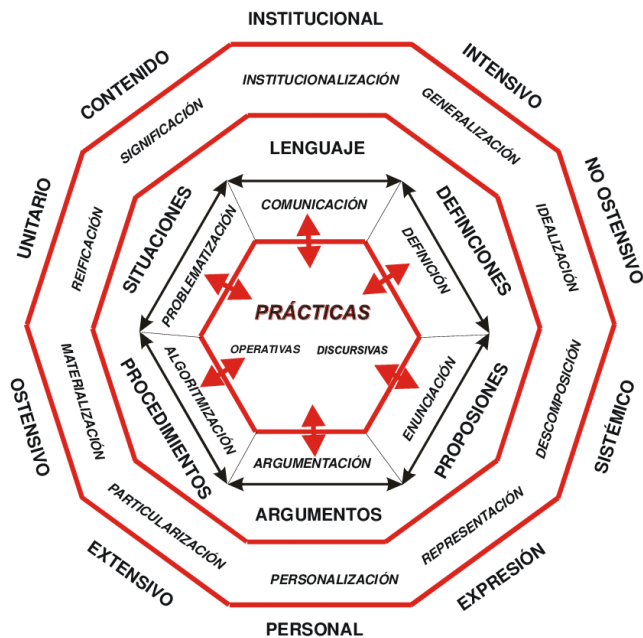 INSTITUCIONAL
CONTENIDO
INTENSIVO
INSTITUCIONALIZACIÓN
SIGNIFICACIÓN
GENERALIZACIÓN
LENGUAJE
UNITARIO
NO OSTENSIVO
REIFICACIÓN
IDEALIZACIÓN
SITUACIONES
DEFINICIONES
COMUNICACIÓN
PROBLEMATIZACIÓN
DEFINICIÓN
PRÁCTICAS
OPERATIVAS DISCURSIVAS
ALGORITMIZACIÓN
ENUNCIACIÓN
ARGUMENTACIÓN
PROCEDIMIENTOS
PROPOSIONES
ARGUMENTOS
MATERIALIZACIÓN
DESCOMPOSICIÓN
OSTENSIVO
SISTÉMICO
PARTICULARIZACIÓN
REPRESENTACIÓN
PERSONALIZACIÓN
EXTENSIVO
EXPRESIÓN
PERSONAL